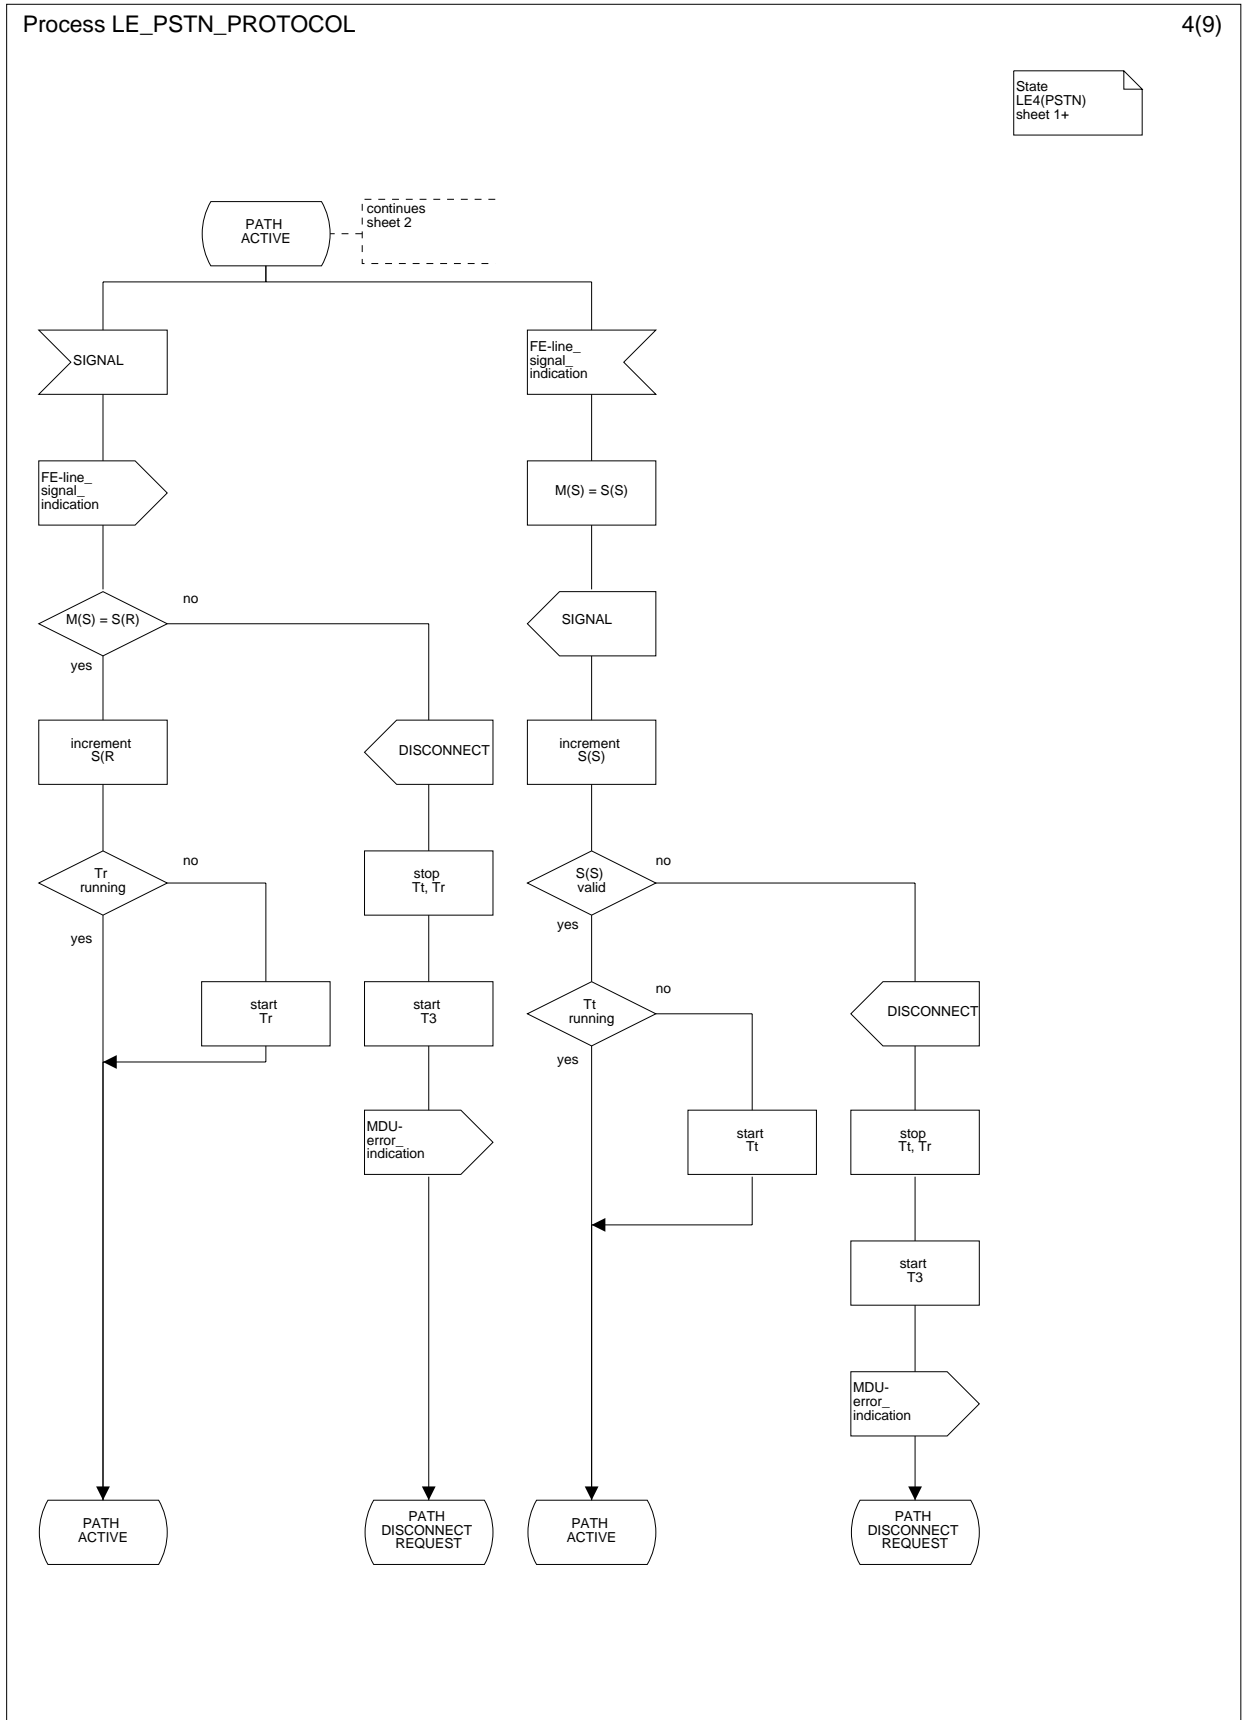 Process LE_PSTN_PROTOCOL
4(9)
State
LE4(PSTN)
sheet 1+
PATH
ACTIVE
continues
sheet 2
SIGNAL
FE-line_
signal_
indication
FE-line_
signal_
indication
M(S) = S(S)
M(S) = S(R)
no
yes
SIGNAL
increment
S(R
DISCONNECT
increment
S(S)
Tr
running
no
yes
stop
Tt, Tr
S(S)
valid
no
yes
start
Tr
start
T3
Tt
running
no
yes
DISCONNECT
MDU-
error_
indication
start
Tt
stop
Tt, Tr
start
T3
MDU-
error_
indication
PATH
ACTIVE
PATH
DISCONNECT
REQUEST
PATH
ACTIVE
PATH
DISCONNECT
REQUEST